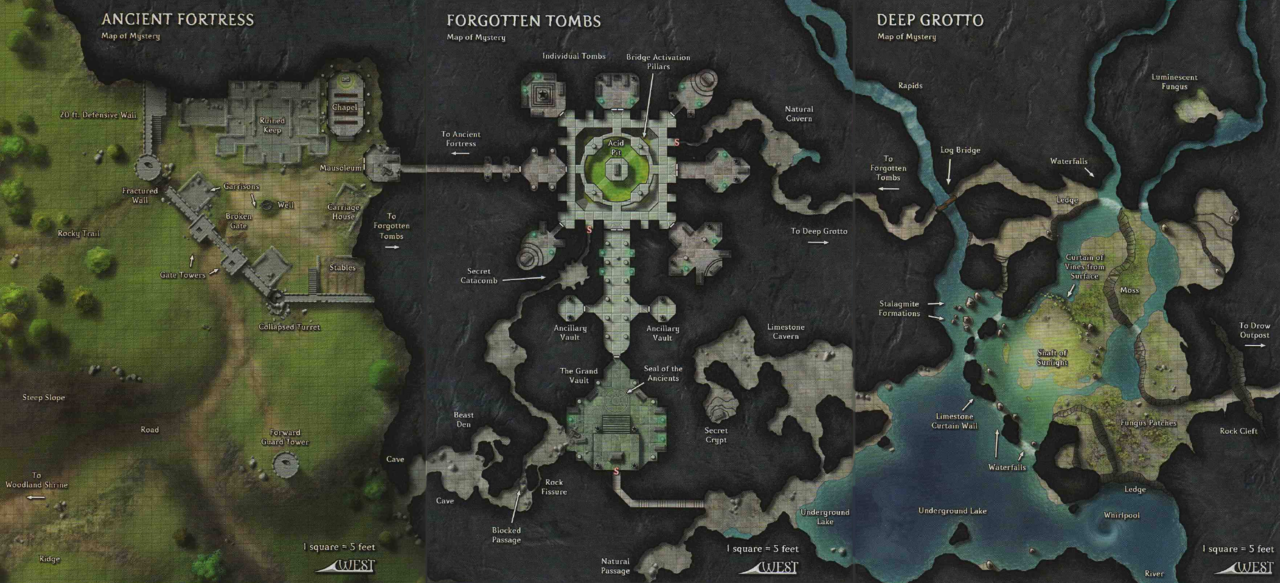 ANCIENT FORTRESS
Map of Mystery
20 ft. Defensive Wall
Ruined
Keep
Chapel
Mausoleum
Fractured
Wall
Garrisons
Well
Broken
Gate
Carriage
House
Rocky Trail
To
Forgotten
Tombs
Gate Towers
Stables
Collapsed Turret
Steep Slope
Road
Forward
Guard Tower
To
Woodland Shrine
Ridge
1 square = 5 feet
WEST
FORGOTTEN TOMBS
Map of Mystery
Individual Tombs
Bridge Activation
Pillars
Natural
Cavern
To Ancient
Fortress
Acid
Pit
S
S
To Deep Grotto
Secret
Catacomb
Ancillary
Vault
Ancillary
Vault
Limestone
Cavern
The Grand
Vault
Seal of the
Ancients
Beast
Den
Secret
Crypt
Cave
Cave
S
Rock
Fissure
Blocked
Passage
Underground
Lake
Natural
Passage
1 square = 5 feet
WEST
DEEP GROTTO
Map of Mystery
Rapids
Luminescent
Fungus
Log Bridge
Waterfalls
To
Forgotten
Tombs
Ledge
Curtain of
Vines from
Surface
Moss
Stalagmite
Formations
To Drow
Outpost
Shaft of
Sunlight
Limestone
Curtain Wall
Fungus Patches
Rock Cleft
Waterfalls
Ledge
Underground Lake
Whirlpool
1 square = 5 feet
WEST
River